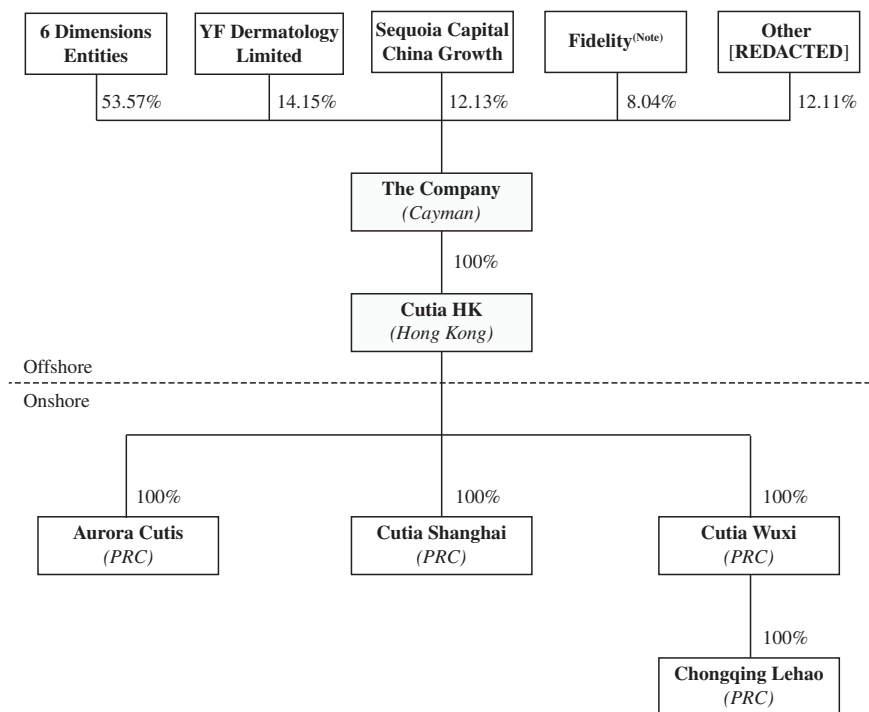 6 Dimensions
Entities
YF Dermatology
Limited
Sequoia Capital
China Growth
Fidelity(Note)
Other
[REDACTED]
53.57%
14.15%
12.13%
8.04%
12.11%
The Company
(Cayman)
100%
Cutia HK
(Hong Kong)
Offshore
Onshore
100%
100%
100%
Aurora Cutis
(PRC)
Cutia Shanghai
(PRC)
Cutia Wuxi
(PRC)
100%
Chongqing Lehao
(PRC)